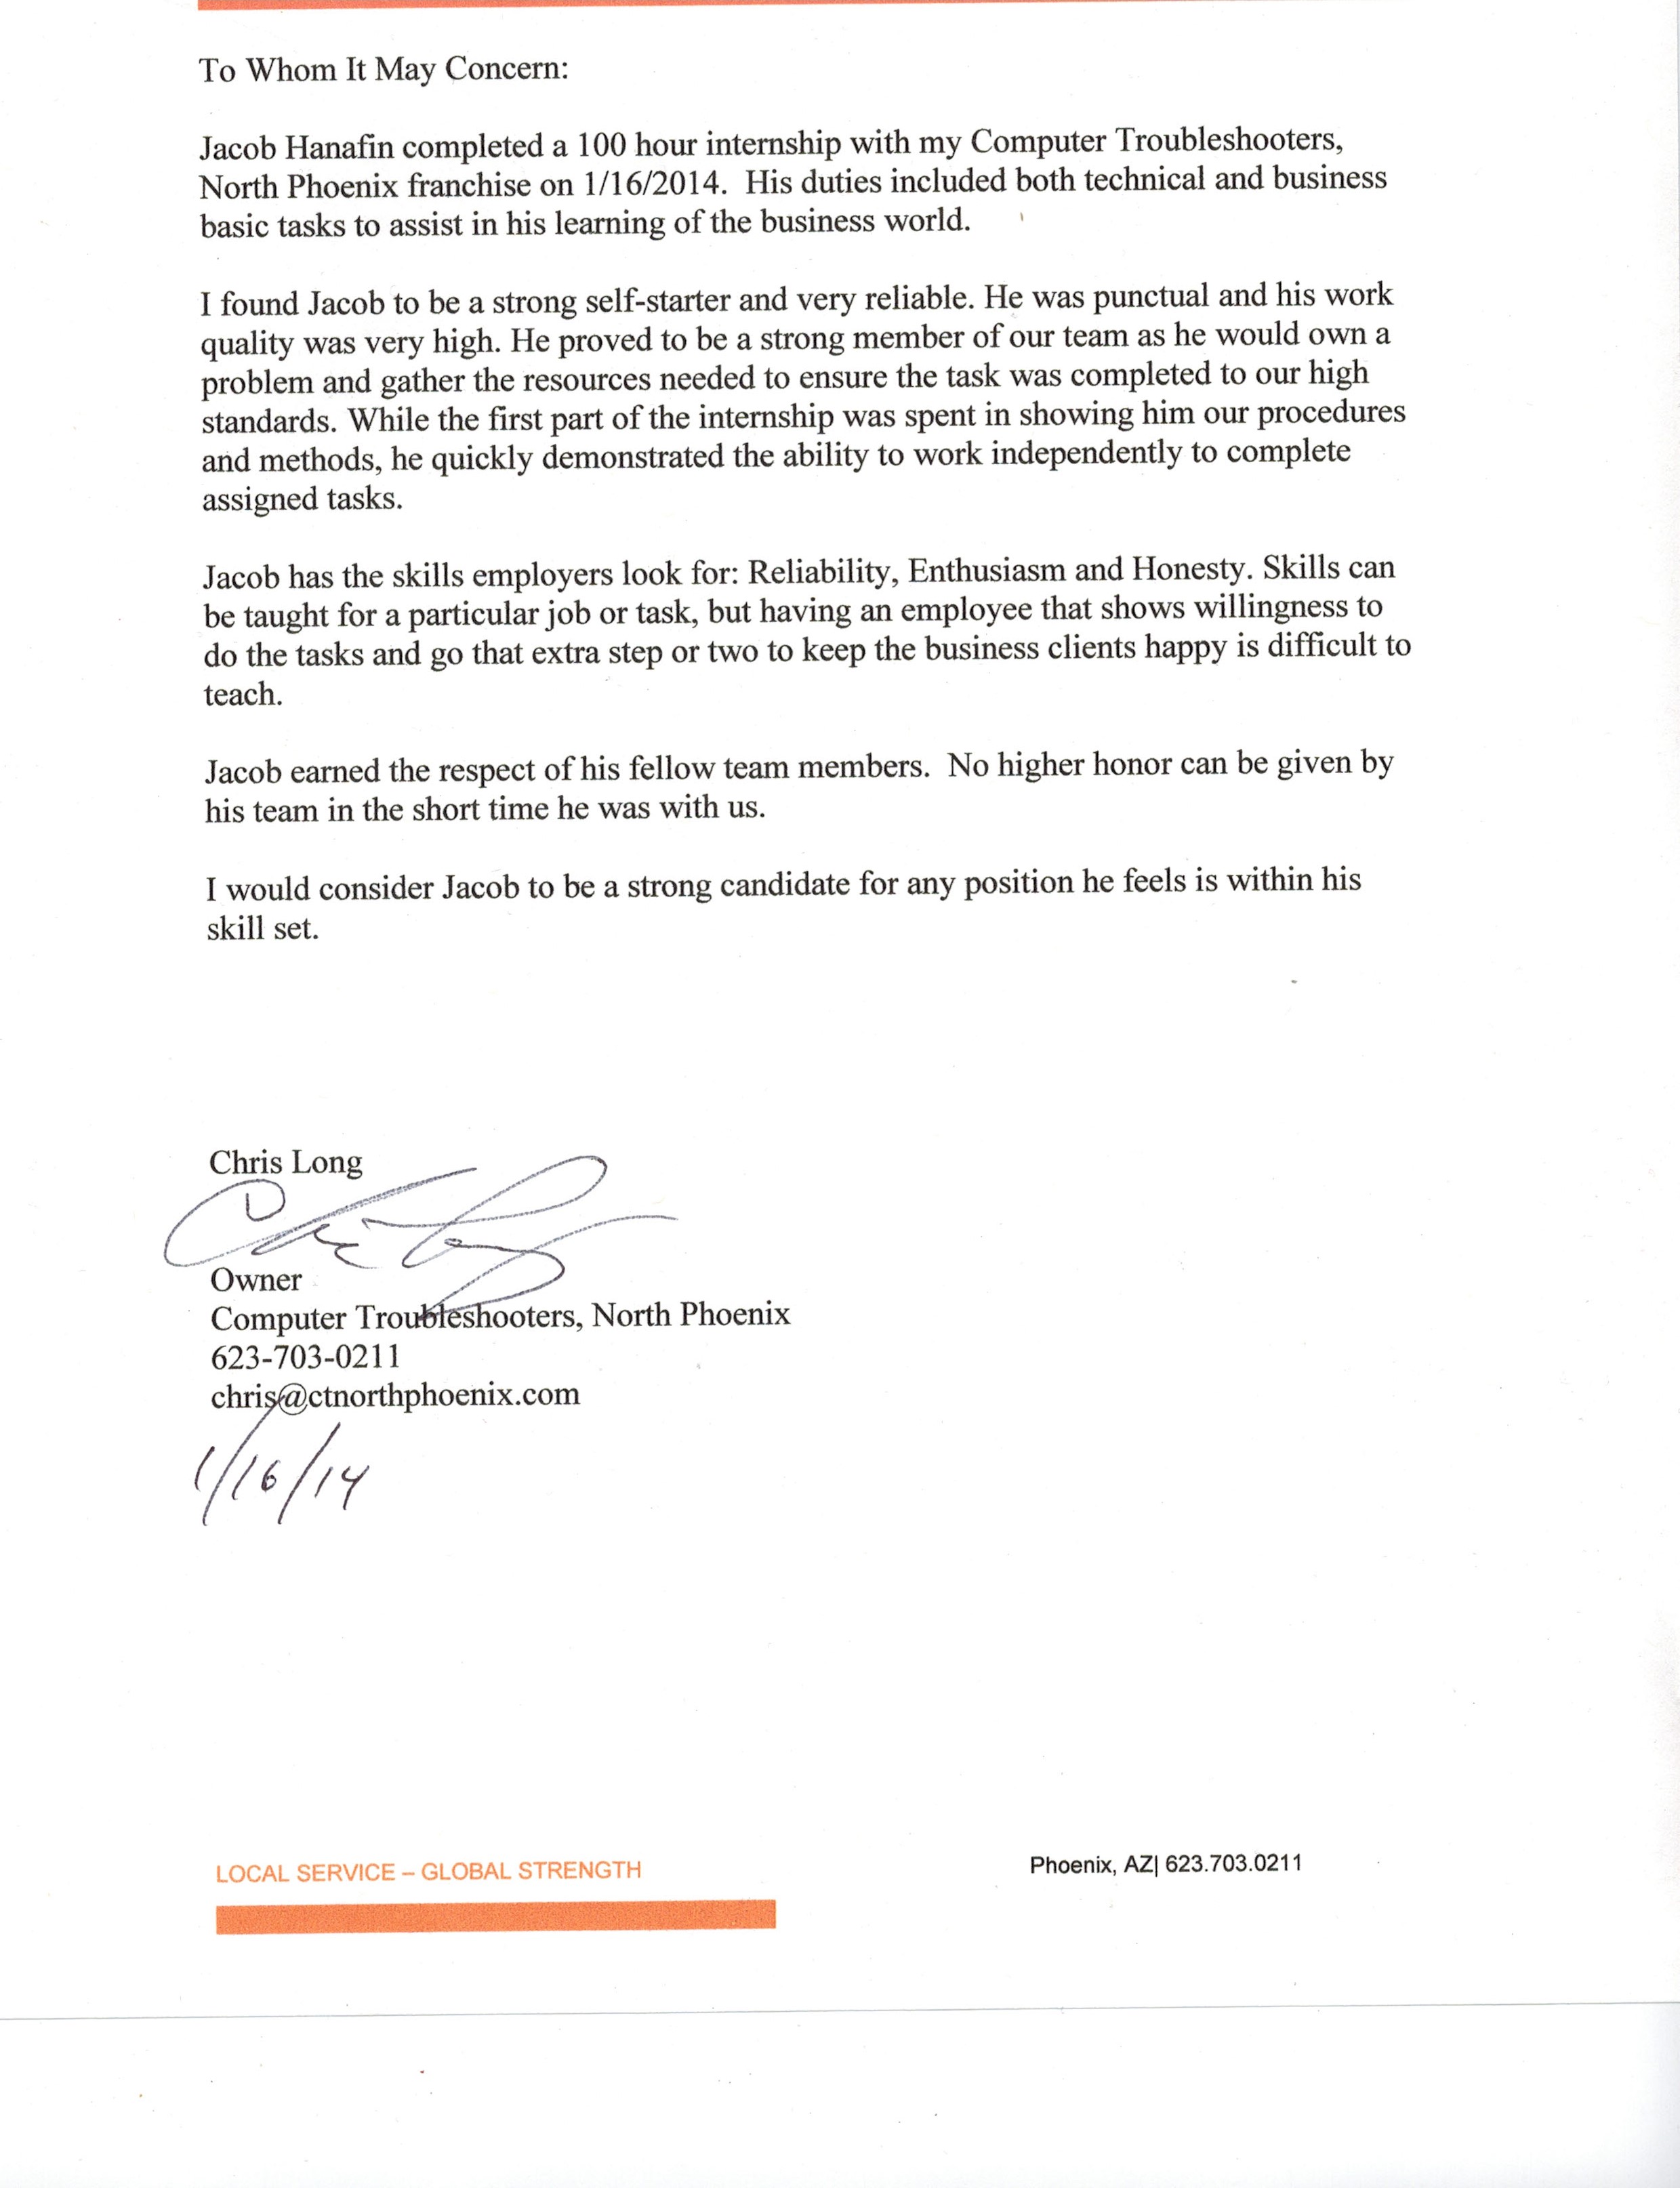 To Whom It May Concern:
Jacob Hanafin completed a 100 hour internship with my Computer Troubleshooters,
North Phoenix franchise on 1/16/2014.  His duties included both technical and business
basic tasks to assist in his learning of the business world.
I found Jacob to be a strong self-starter and very reliable. He was punctual and his work
quality was very high. He proved to be a strong member of our team as he would own a
problem and gather the resources needed to ensure the task was completed to our high
standards. While the first part of the internship was spent in showing him our procedures
and methods, he quickly demonstrated the ability to work independently to complete
assigned tasks.
Jacob has the skills employers look for: Reliability, Enthusiasm and Honesty. Skills can
be taught for a particular job or task, but having an employee that shows willingness to
do the tasks and go that extra step or two to keep the business clients happy is difficult to
teach.
Jacob earned the respect of his fellow team members.  No higher honor can be given by
his team in the short time he was with us.
I would consider Jacob to be a strong candidate for any position he feels is within his
skill set.
Chris Long
Owner
Computer Troubleshooters, North Phoenix
623-703-0211
chris@ctnorthphoenix.com
1/16/14
LOCAL SERVICE – GLOBAL STRENGTH
Phoenix, AZ| 623.703.0211